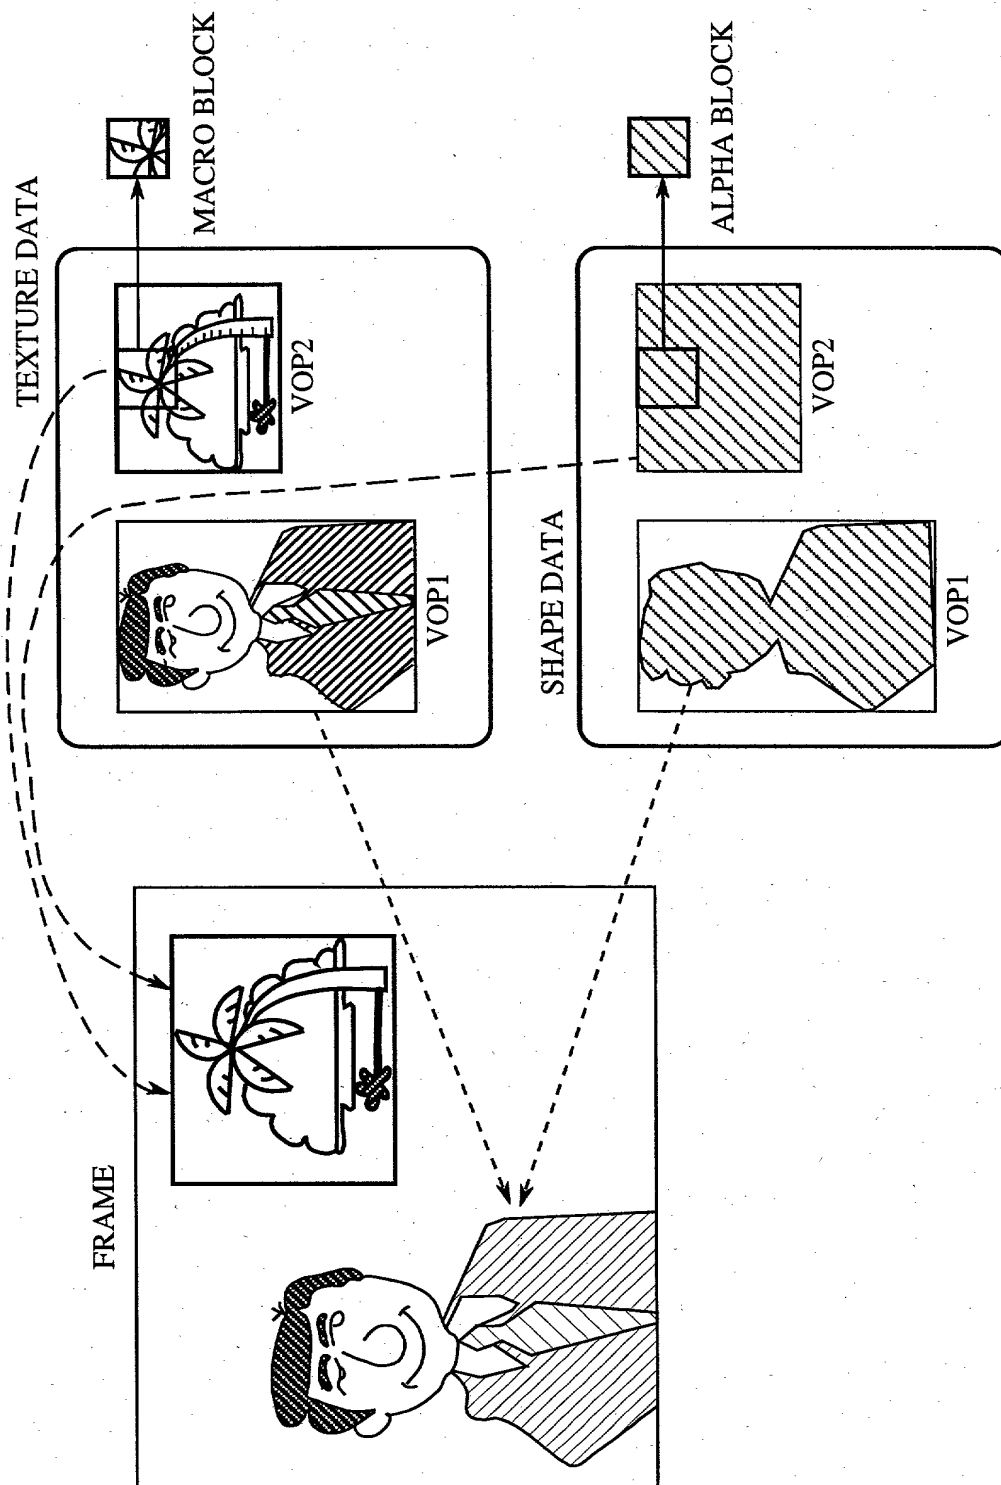 FRAME
TEXTURE DATA
VOP1
VOP2
MACRO BLOCK
SHAPE DATA
VOP1
VOP2
ALPHA BLOCK